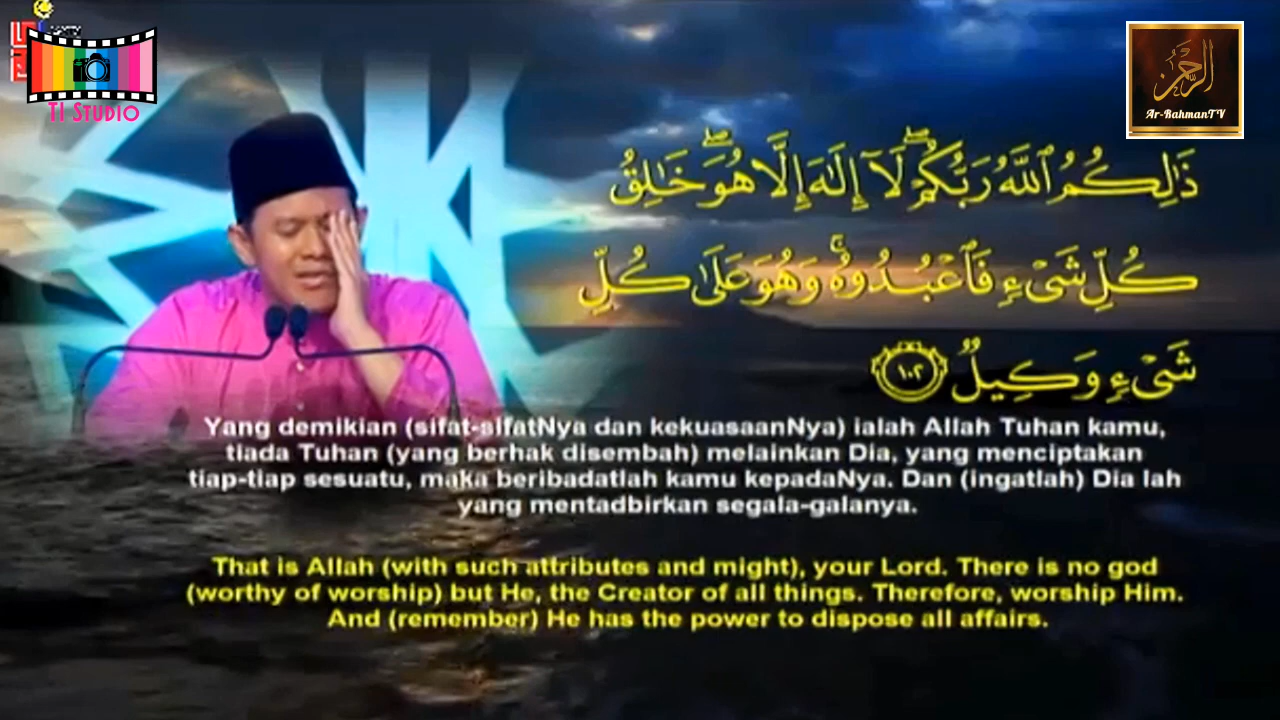 TI STUDIO
الرحمن
Ar-RahmanTV
ذَٰلِكُمُ ٱللَّهُ رَبُّكُمۡۖ لَآ إِلَٰهَ إِلَّا هُوَۖ خَٰلِقُ
كُلِّ شَيۡءٖ فَٱعۡبُدُوهُۚ وَهُوَ عَلَىٰ كُلِّ
شَيۡءٖ وَكِيلٞ ١٠٢
Yang demikian (sifat-sifatNya dan kekuasaanNya) ialah Allah Tuhan kamu,
tiada Tuhan (yang berhak disembah) melainkan Dia, yang menciptakan
tiap-tiap sesuatu, maka beribadatlah kamu kepadaNya. Dan (ingatlah) Dia lah
yang mentadbirkan segala-galanya.
That is Allah (with such attributes and might), your Lord. There is no god
(worthy of worship) but He, the Creator of all things. Therefore, worship Him.
And (remember) He has the power to dispose all affairs.